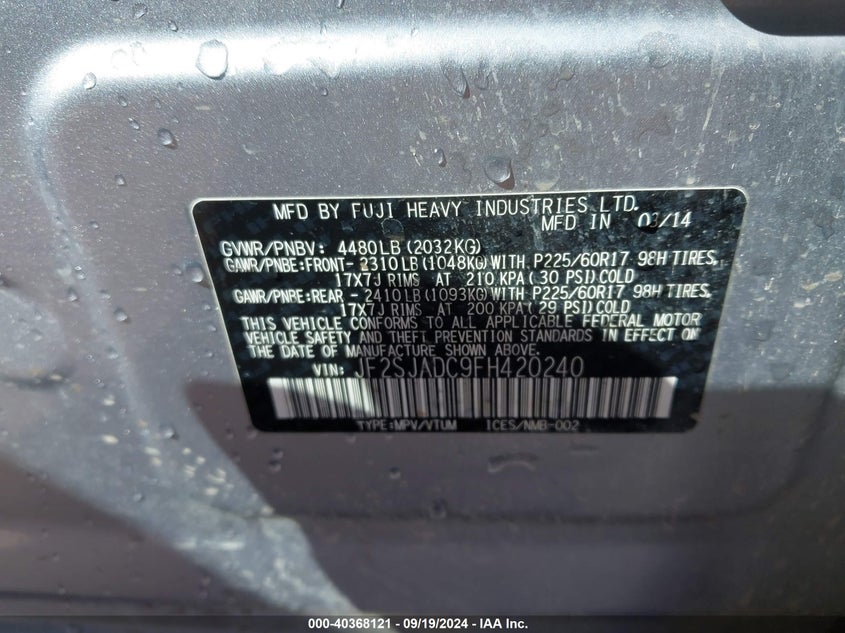 MFD BY FUJI HEAVY INDUSTRIES LTD.
MFD IN 03/14
GVWR/PNBV: 4480LB (2032KG)
GAWR/PNBE: FRONT- 2310LB (1048KG) WITH P225/60R17 98H TIRES,
17X7J RIMS AT 210 KPA (30 PSI) COLD
GAWR/PNBE: REAR - 2410LB (1093KG) WITH P225/60R17 98H TIRES,
17X7J RIMS AT 200 KPA (29 PSI) COLD
THIS VEHICLE CONFORMS TO ALL APPLICABLE FEDERAL MOTOR
VEHICLE SAFETY AND THEFT PREVENTION STANDARDS IN EFFECT ON
THE DATE OF MANUFACTURE SHOWN ABOVE.
VIN: JF2SJADC9FH420240
TYPE:MPV/VTUM ICES/NMB-002
000-40368121 - 09/19/2024 - IAA Inc.